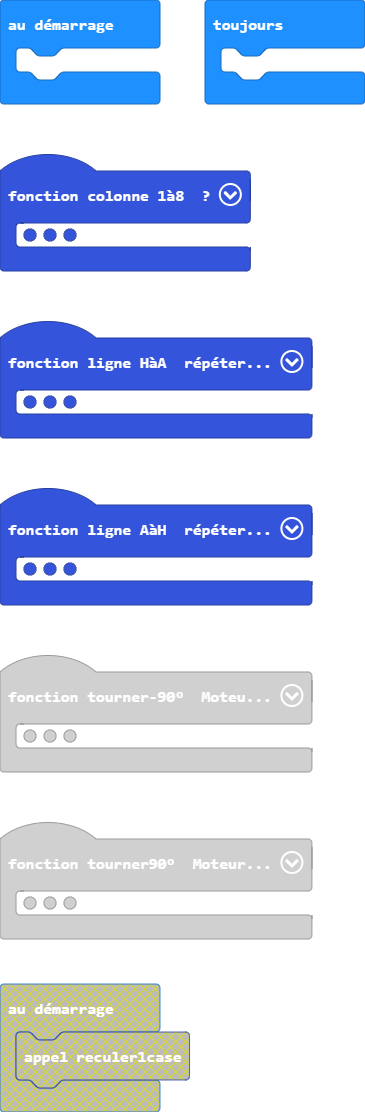 au démarrage
toujours
fonction colonne 1à8 ?
fonction ligne HàA répéter...
fonction ligne AàH répéter...
fonction tourner-90° Moteu...
fonction tourner90° Moteur...
au démarrage
appel reculer1case